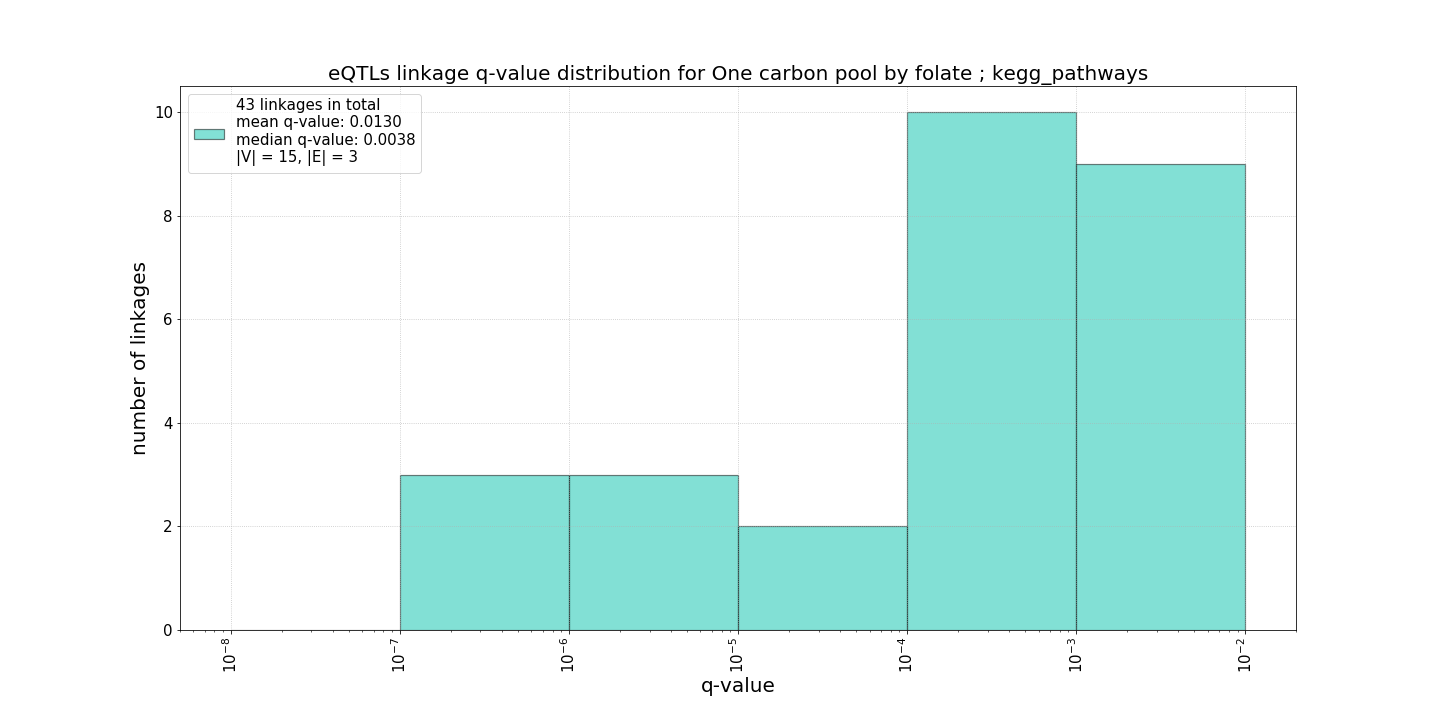 eQTLs linkage q-value distribution for One carbon pool by folate ; kegg_pathways
43 linkages in total
mean q-value: 0.0130
median q-value: 0.0038
|V| = 15, |E| = 3
10
8
6
4
2
0
number of linkages
10⁻⁸
10⁻⁷
10⁻⁶
10⁻⁵
10⁻⁴
10⁻³
10⁻²
q-value